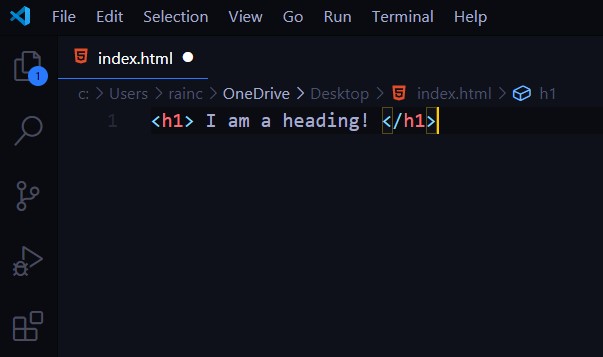 File Edit Selection View Go Run Terminal Help
index.html
c: > Users > rainc > OneDrive > Desktop > index.html > h1
1 <h1> I am a heading! </h1>
1